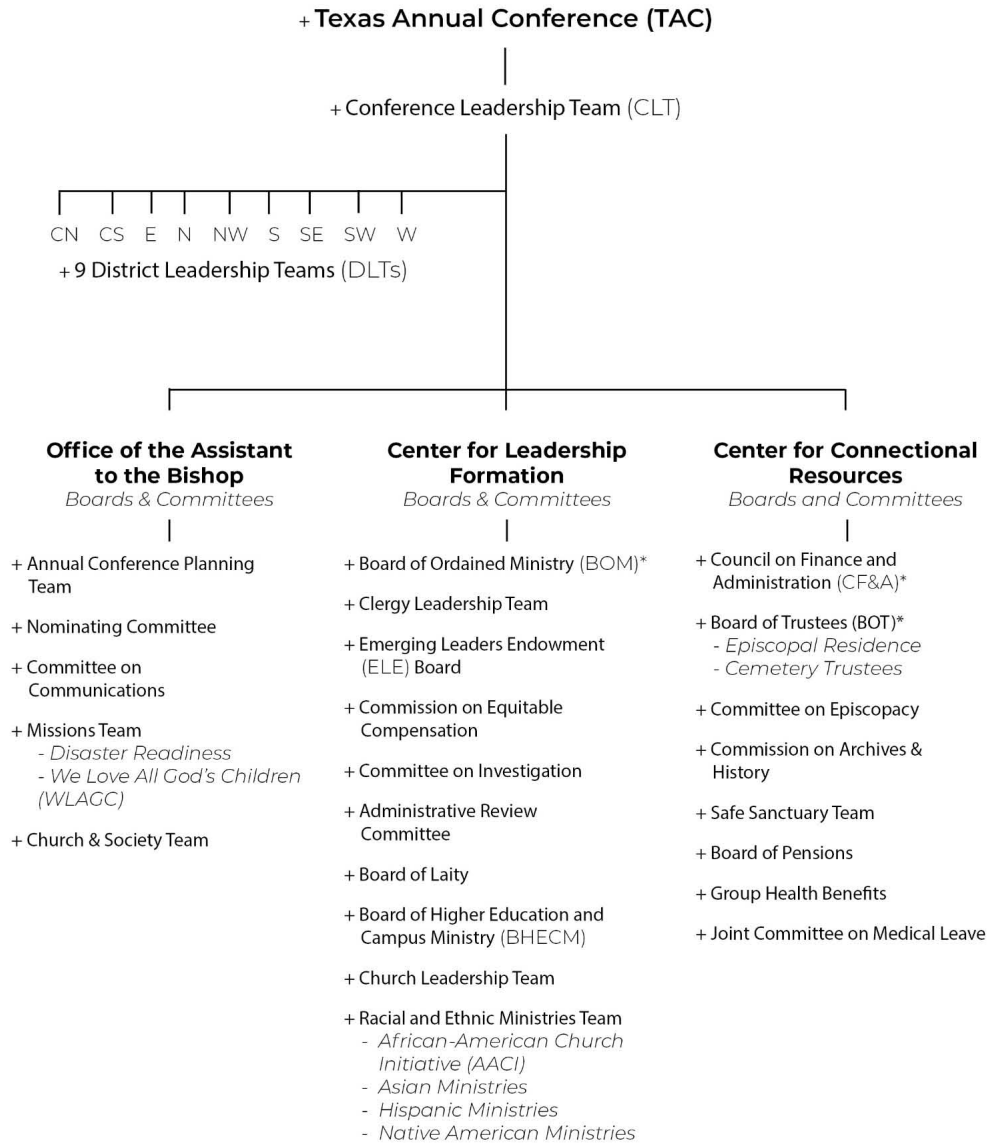 + Texas Annual Conference (TAC)
+ Conference Leadership Team (CLT)
CN CS E N NW S SE SW W
+ 9 District Leadership Teams (DLTs)
Office of the Assistant
to the Bishop
Boards & Committees
+ Annual Conference Planning
Team
+ Nominating Committee
+ Committee on
Communications
+ Missions Team
- Disaster Readiness
- We Love All God's Children
(WLAGC)
+ Church & Society Team
Center for Leadership
Formation
Boards & Committees
+ Board of Ordained Ministry (BOM)*
+ Clergy Leadership Team
+ Emerging Leaders Endowment
(ELE) Board
+ Commission on Equitable
Compensation
+ Committee on Investigation
+ Administrative Review
Committee
+ Board of Laity
+ Board of Higher Education and
Campus Ministry (BHECM)
+ Church Leadership Team
+ Racial and Ethnic Ministries Team
- African-American Church
Initiative (AACI)
- Asian Ministries
- Hispanic Ministries
- Native American Ministries
Center for Connectional
Resources
Boards and Committees
+ Council on Finance and
Administration (CF&A)*
+ Board of Trustees (BOT)*
- Episcopal Residence
- Cemetery Trustees
+ Committee on Episcopacy
+ Commission on Archives &
History
+ Safe Sanctuary Team
+ Board of Pensions
+ Group Health Benefits
+ Joint Committee on Medical Leave